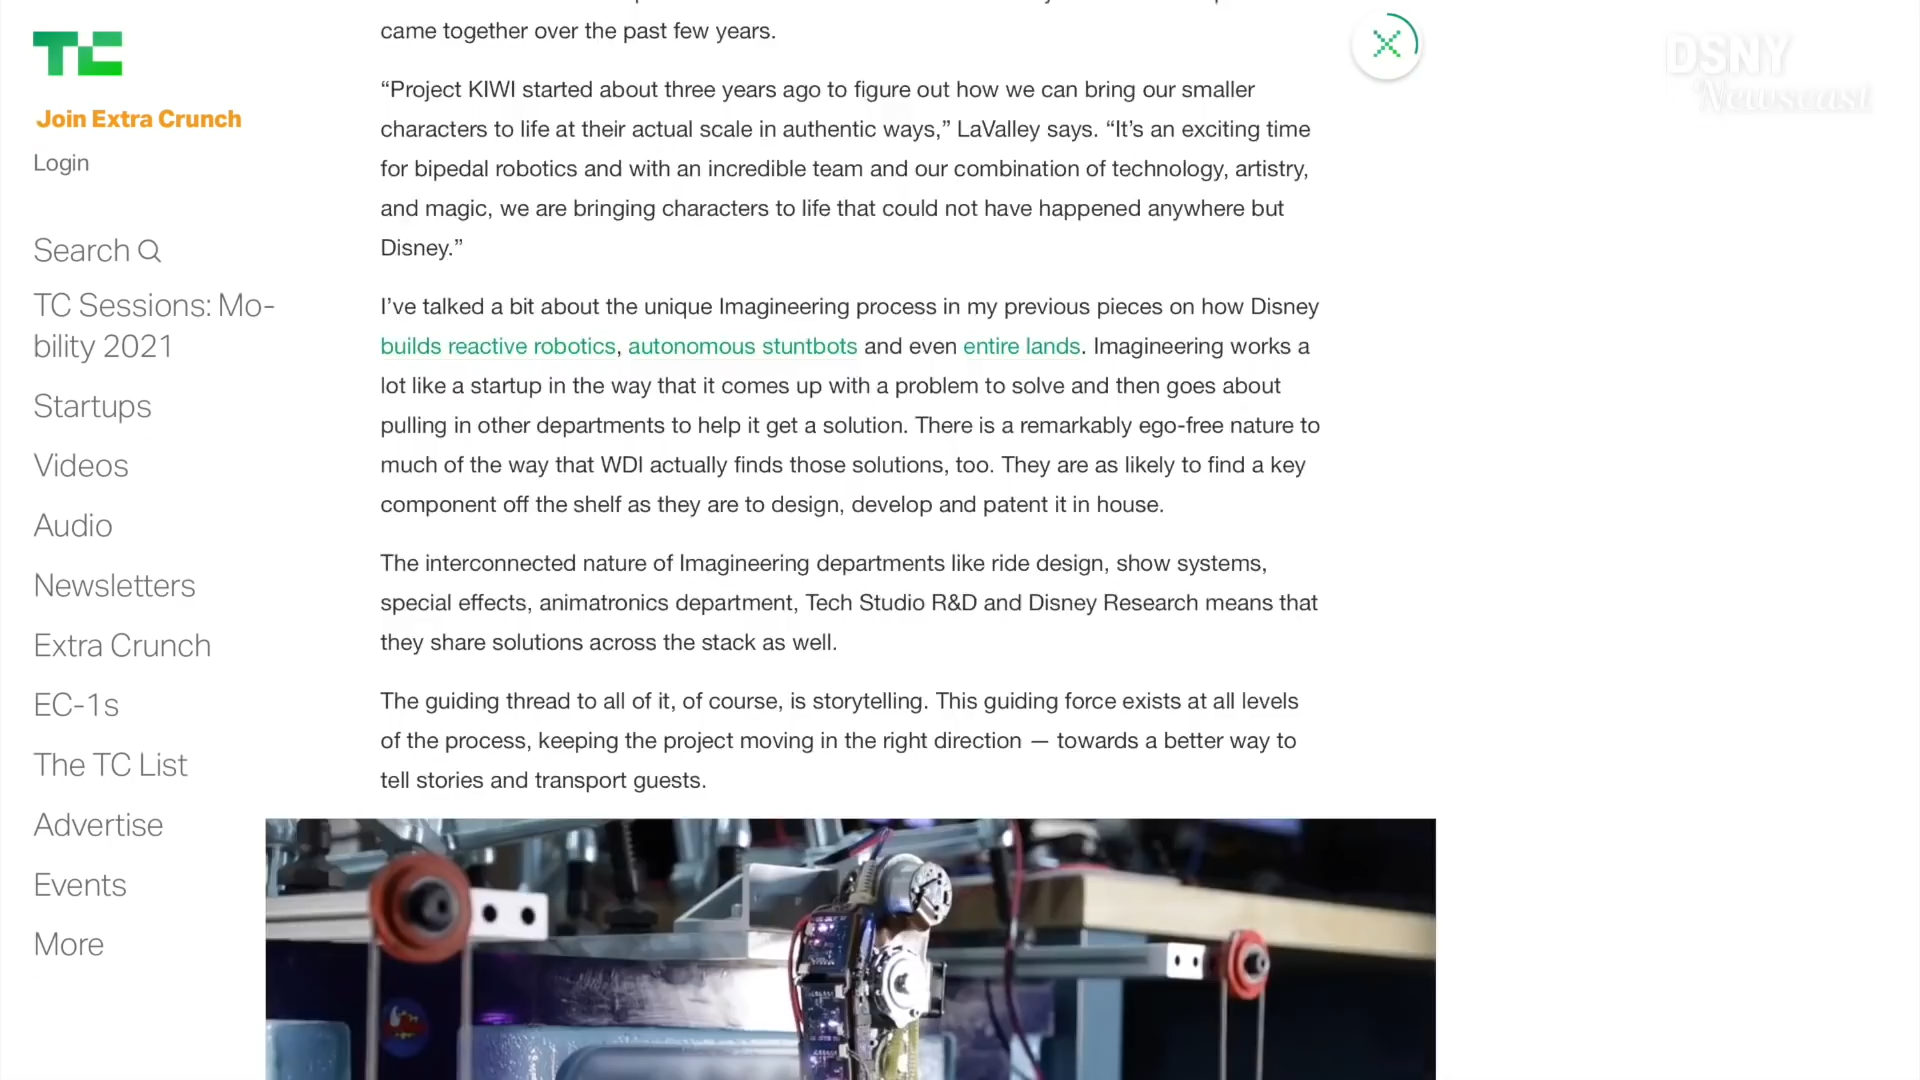 TC
Join Extra Crunch
Login
Search
TC Sessions: Mo-
bility 2021
Startups
Videos
Audio
Newsletters
Extra Crunch
EC-1s
The TC List
Advertise
Events
More
came together over the past few years.
“Project KIWI started about three years ago to figure out how we can bring our smaller
characters to life at their actual scale in authentic ways,” LaValley says. “It’s an exciting time
for bipedal robotics and with an incredible team and our combination of technology, artistry,
and magic, we are bringing characters to life that could not have happened anywhere but
Disney.”
I’ve talked a bit about the unique Imagineering process in my previous pieces on how Disney
builds reactive robotics, autonomous stuntbots and even entire lands. Imagineering works a
lot like a startup in the way that it comes up with a problem to solve and then goes about
pulling in other departments to help it get a solution. There is a remarkably ego-free nature to
much of the way that WDI actually finds those solutions, too. They are as likely to find a key
component off the shelf as they are to design, develop and patent it in house.
The interconnected nature of Imagineering departments like ride design, show systems,
special effects, animatronics department, Tech Studio R&D and Disney Research means that
they share solutions across the stack as well.
The guiding thread to all of it, of course, is storytelling. This guiding force exists at all levels
of the process, keeping the project moving in the right direction — towards a better way to
tell stories and transport guests.
DSNY
Newscast